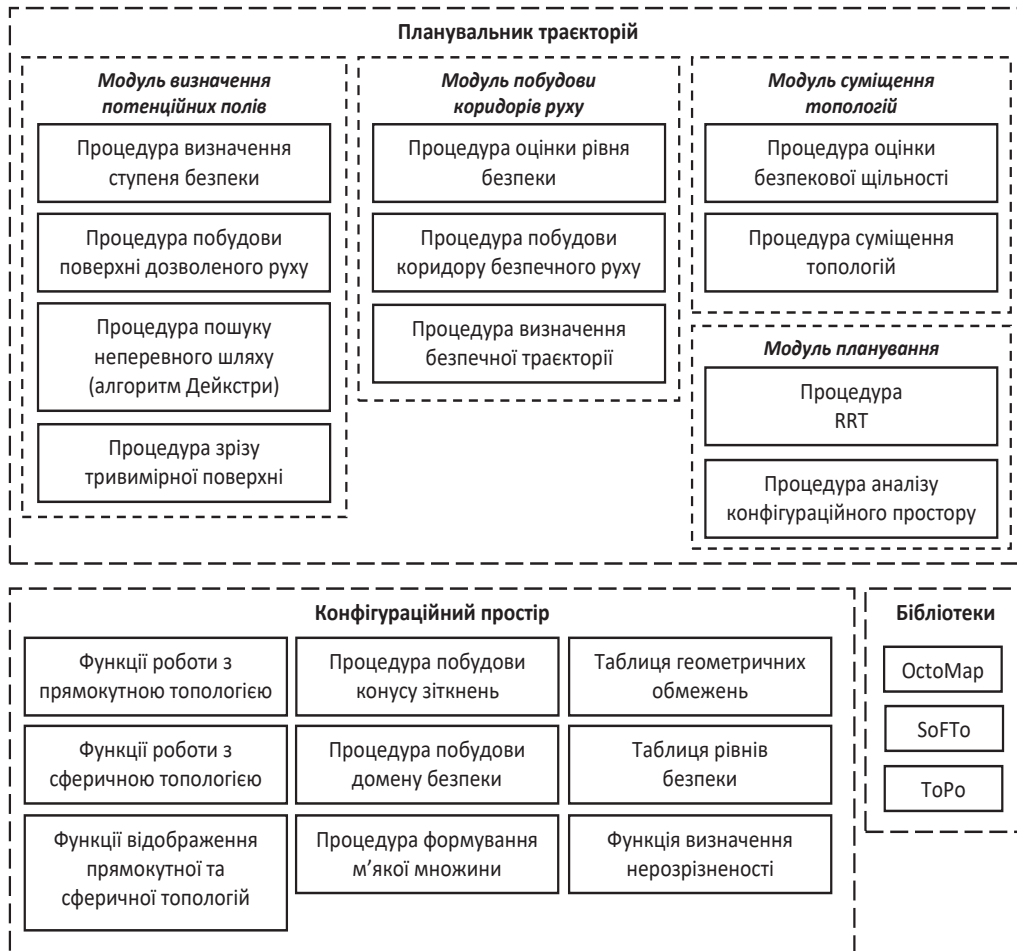 Планувальник траєкторій
Модуль визначення
потенційних полів
Процедура визначення
ступеня безпеки
Процедура побудови
поверхні дозволеного руху
Процедура пошуку
неперевного шляху
(алгоритм Дейкстри)
Процедура зрізу
тривимірної поверхні
Модуль побудови
коридорів руху
Процедура оцінки рівня
безпеки
Процедура побудови
коридору безпечного руху
Процедура визначення
безпечної траєкторії
Модуль суміщення
топологій
Процедура оцінки
безпекової щільності
Процедура суміщення
топологій
Модуль планування
Процедура
RRT
Процедура аналізу
конфігураційного простору
Конфігураційний простір
Функції роботи з
прямокутною топологією
Процедура побудови
конусу зіткнень
Таблиця геометричних
обмежень
Функції роботи з
сферичною топологією
Процедура побудови
домену безпеки
Таблиця рівнів
безпеки
Функції відображення
прямокутної та
сферичної топологій
Процедура формування
м’якої множини
Функція визначення
нерозрізненості
Бібліотеки
OctoMap
SoFTo
ToPo